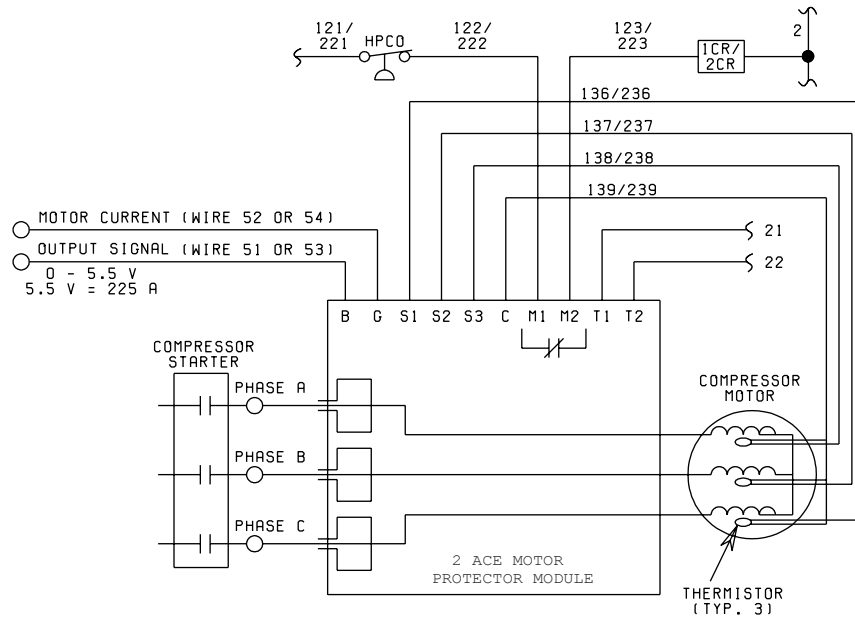 121/
221
HPCO
122/
222
123/
223
1CR/
2CR
2
136/236
137/237
138/238
139/239
MOTOR CURRENT (WIRE 52 OR 54)
OUTPUT SIGNAL (WIRE 51 OR 53)
0 - 5.5 V
5.5 V = 225 A
21
22
B G S1 S2 S3 C M1 M2 T1 T2
COMPRESSOR
STARTER
PHASE A
PHASE B
PHASE C
COMPRESSOR
MOTOR
2 ACE MOTOR
PROTECTOR MODULE
THERMISTOR
(TYP. 3)